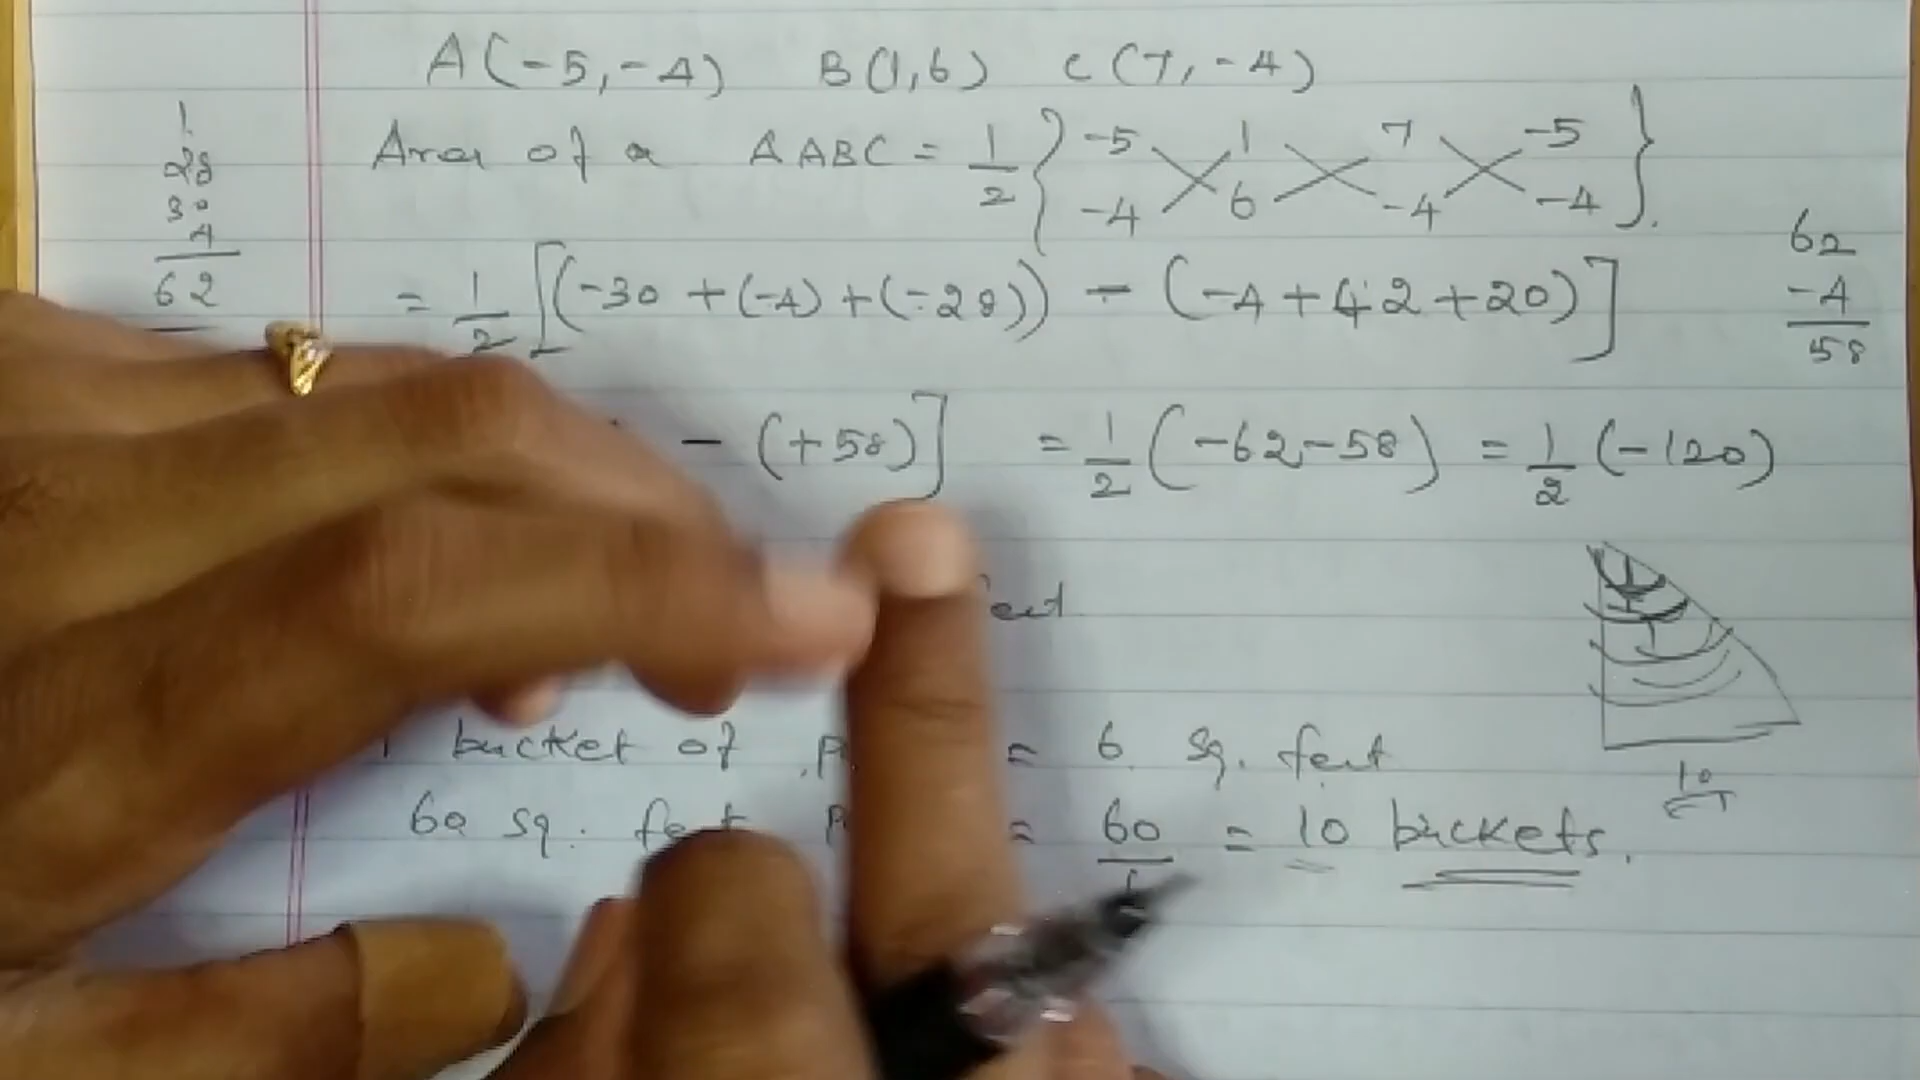 A(-5,-4) B(1,6) C(7,-4)
Area of a △ABC = 1/2 { -5 1 7 -5
-4 6 -4 -4 }.
1
28
30
4
62
= 1/2 [(-30 + (-4) + (-28)) - (-4 + 42 + 20)]
62
-4
58
- (+58)] = 1/2 (-62-58) = 1/2 (-120)
bucket of = 6 sq. feet
10
60 sq. feet = 60/ = 10 buckets.